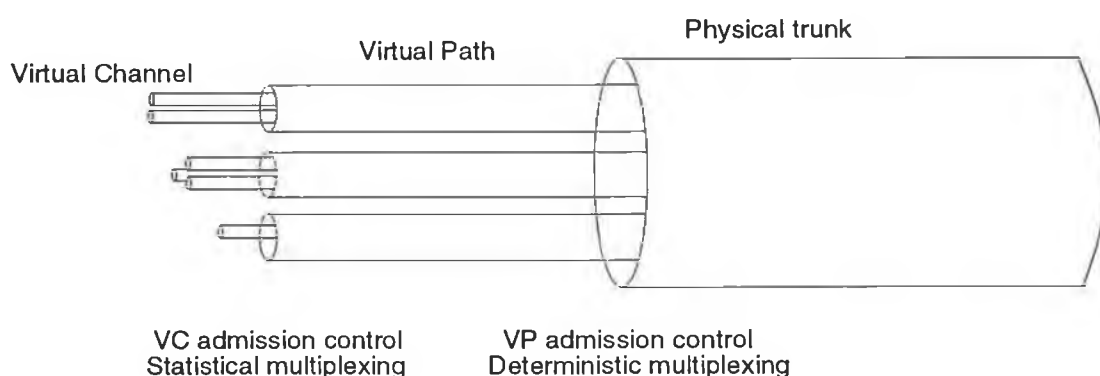 Physical trunk
Virtual Path
Virtual Channel
VC admission control
Statistical multiplexing
VP admission control
Deterministic multiplexing